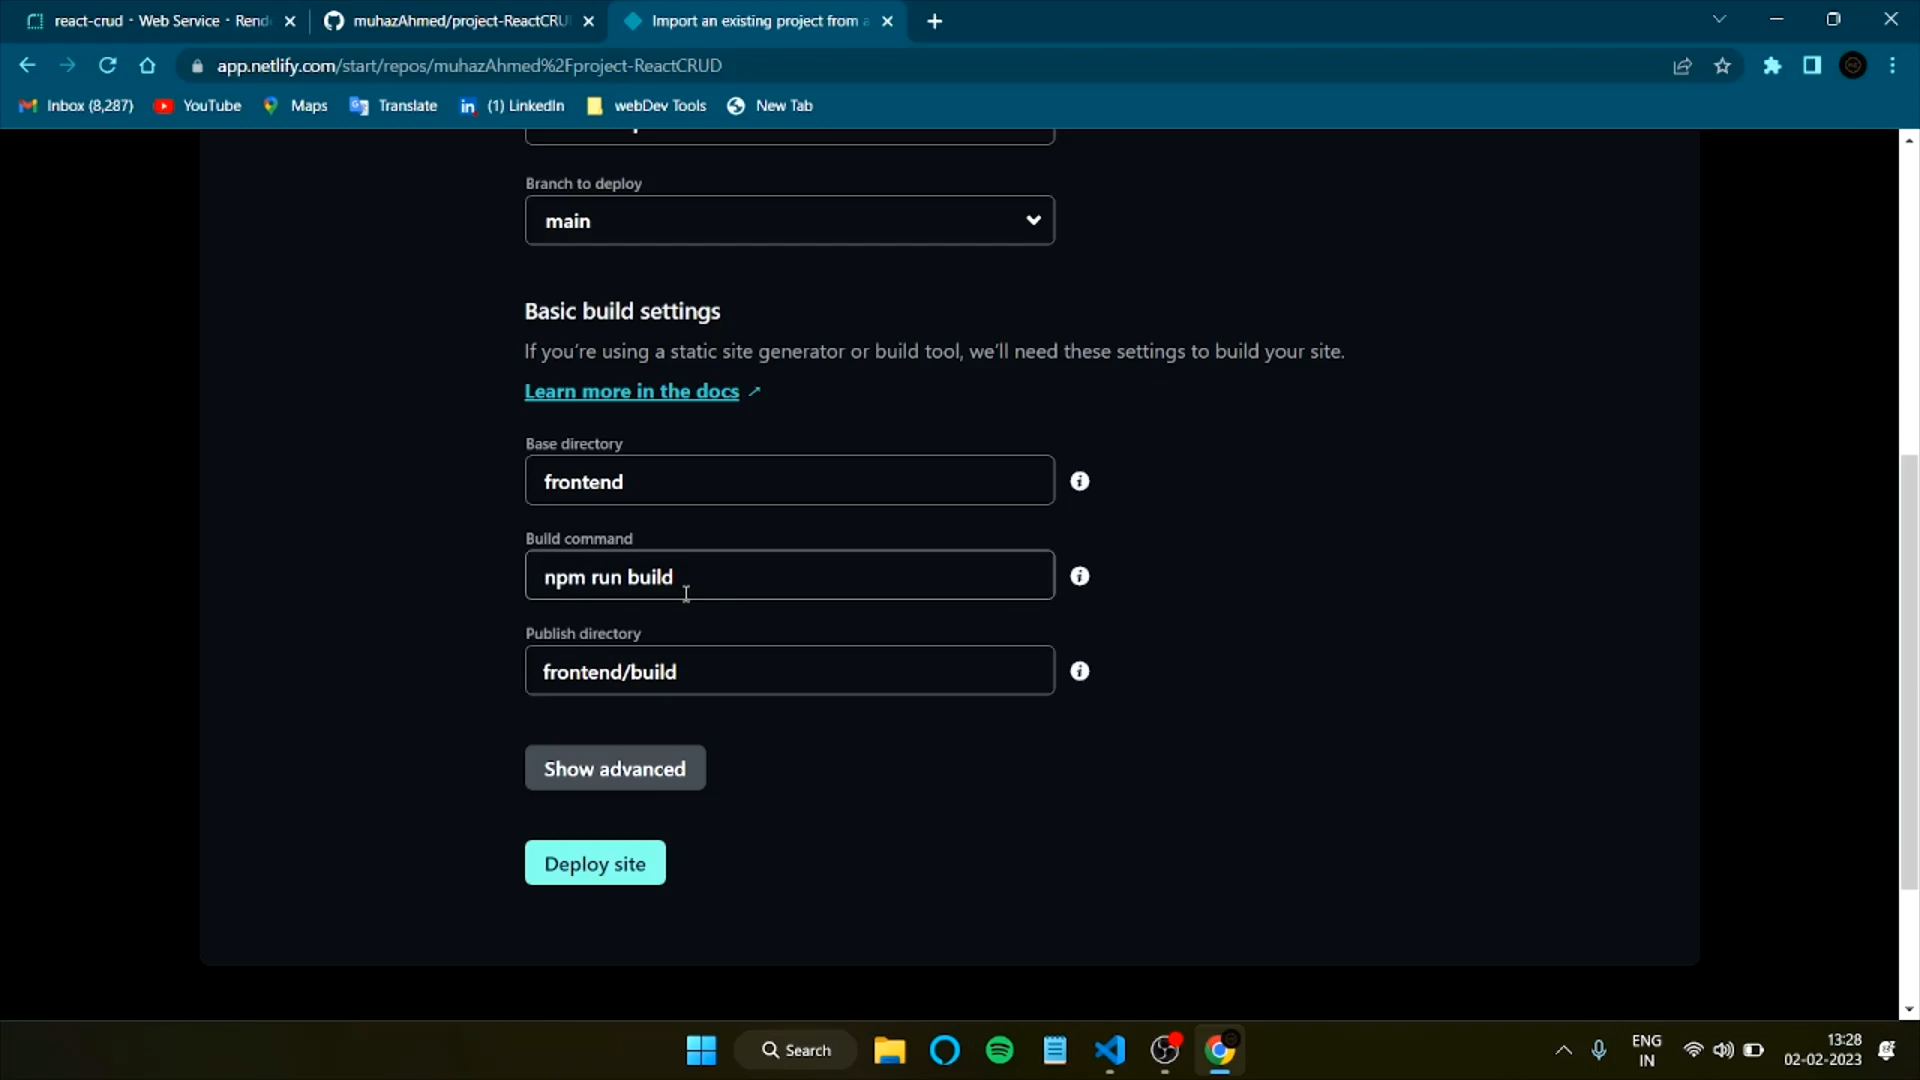 react-crud · Web Service · Rend
muhazAhmed/project-ReactCRU
Import an existing project from a
app.netlify.com/start/repos/muhazAhmed%2Fproject-ReactCRUD
Inbox (8,287)
YouTube
Maps
Translate
(1) LinkedIn
webDev Tools
New Tab
Branch to deploy
main
Basic build settings
If you're using a static site generator or build tool, we'll need these settings to build your site.
Learn more in the docs
Base directory
frontend
Build command
npm run build
Publish directory
frontend/build
Show advanced
Deploy site
Search
ENG
IN
13:28
02-02-2023